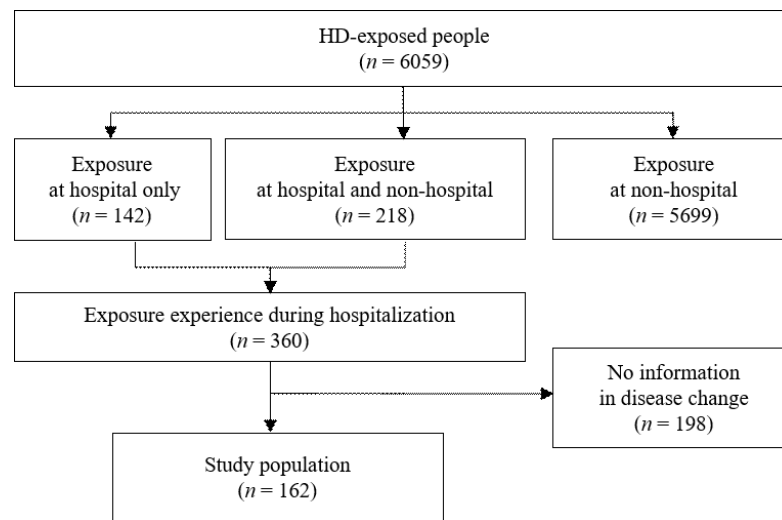 HD-exposed people
(n = 6059)
Exposure
at hospital only
(n = 142)
Exposure
at hospital and non-hospital
(n = 218)
Exposure
at non-hospital
(n = 5699)
Exposure experience during hospitalization
(n = 360)
No information
in disease change
(n = 198)
Study population
(n = 162)